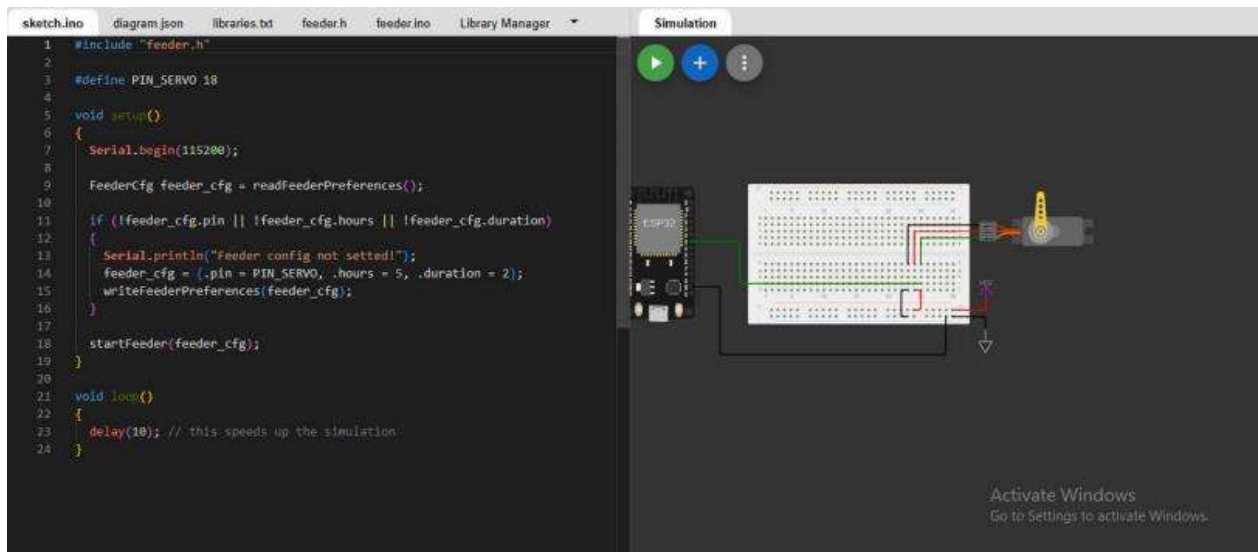 sketch.ino diagram.json libraries.txt feeder.h feeder.ino Library Manager Simulation
1 #include "feeder.h"
2
3 #define PIN_SERVO 18
4
5 void setup()
6 {
7 Serial.begin(115200);
8
9 FeederCfg feeder_cfg = readFeederPreferences();
10
11 if (!feeder_cfg.pin || !feeder_cfg.hours || !feeder_cfg.duration)
12 {
13 Serial.println("Feeder config not setted!");
14 feeder_cfg = {.pin = PIN_SERVO, .hours = 5, .duration = 2};
15 writeFeederPreferences(feeder_cfg);
16 }
17
18 startFeeder(feeder_cfg);
19 }
20
21 void loop()
22 {
23 delay(10); // this speeds up the simulation
24 }
ESP32
Activate Windows
Go to Settings to activate Windows.